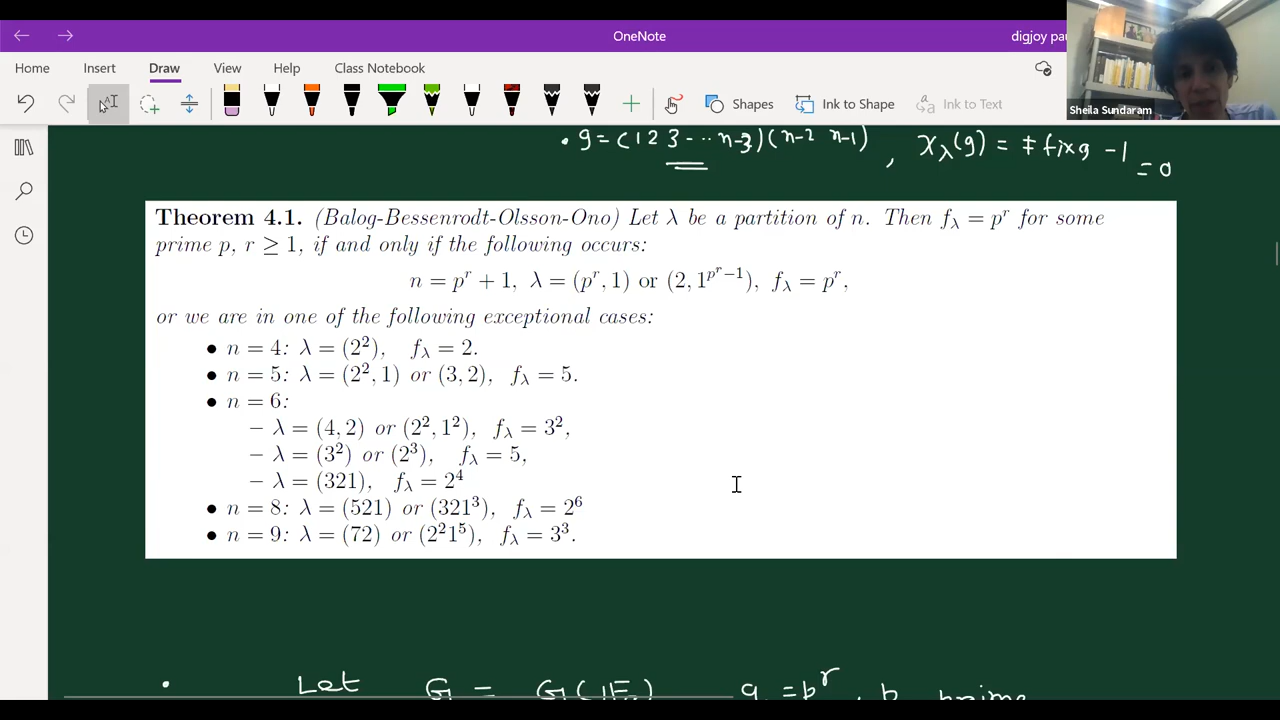 OneNote
digjoy pau
Home Insert Draw View Help Class Notebook
Shapes Ink to Shape Ink to Text
Sheila Sundaram
• g = (1 2 3 --- n-3)(n-2 n-1) , χ_λ(g) = # fix g - 1 = 0
Theorem 4.1. (Balog-Bessenrodt-Olsson-Ono) Let λ be a partition of n. Then f_λ = p^r for some
prime p, r ≥ 1, if and only if the following occurs:
n = p^r + 1, λ = (p^r, 1) or (2, 1^{p^r−1}), f_λ = p^r,
or we are in one of the following exceptional cases:
• n = 4: λ = (2^2), f_λ = 2.
• n = 5: λ = (2^2, 1) or (3, 2), f_λ = 5.
• n = 6:
– λ = (4, 2) or (2^2, 1^2), f_λ = 3^2,
– λ = (3^2) or (2^3), f_λ = 5,
– λ = (321), f_λ = 2^4
• n = 8: λ = (521) or (321^3), f_λ = 2^6
• n = 9: λ = (72) or (2^2 1^5), f_λ = 3^3.
• Let G = q = p^r, p prime